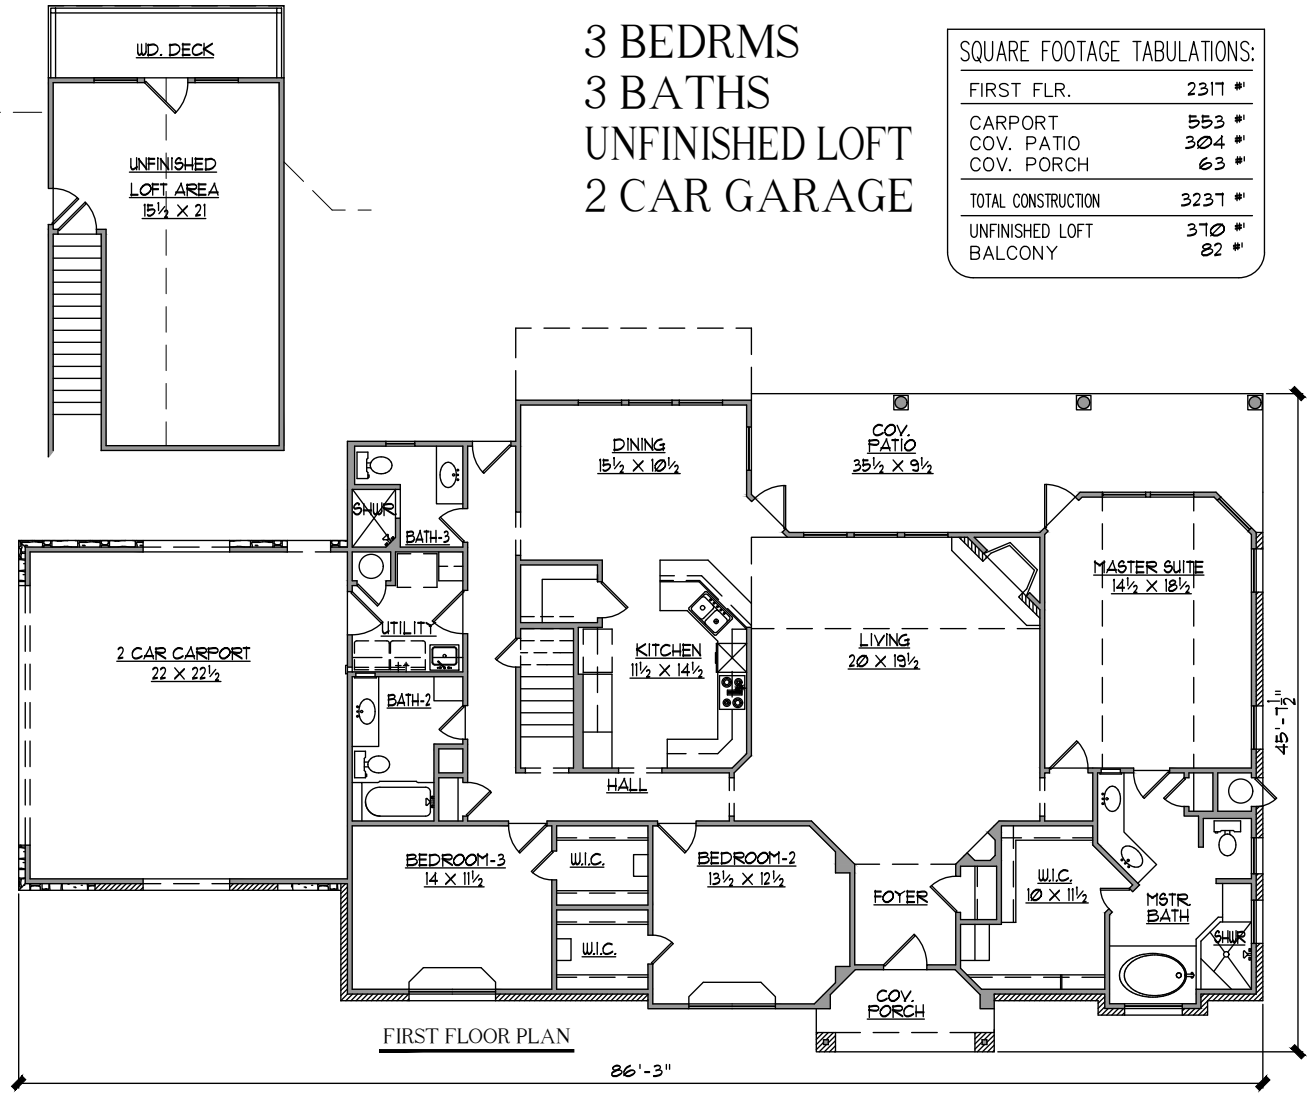 WD. DECK
UNFINISHED
LOFT AREA
15½ X 21
3 BEDRMS
3 BATHS
UNFINISHED LOFT
2 CAR GARAGE
SQUARE FOOTAGE TABULATIONS:
FIRST FLR. 2317 #'
CARPORT 553 #'
COV. PATIO 304 #'
COV. PORCH 63 #'
TOTAL CONSTRUCTION 3237 #'
UNFINISHED LOFT 370 #'
BALCONY 82 #'
DINING
15½ X 10½
COV.
PATIO
35½ X 9½
SHWR
BATH-3
MASTER SUITE
14½ X 18½
UTILITY
2 CAR CARPORT
22 X 22½
KITCHEN
11½ X 14½
LIVING
20 X 19½
BATH-2
45'-7½"
HALL
BEDROOM-3
14 X 11½
W.I.C.
BEDROOM-2
13½ X 12½
FOYER
W.I.C.
10 X 11½
MSTR.
BATH
W.I.C.
SHWR
COV.
PORCH
FIRST FLOOR PLAN
86'-3"